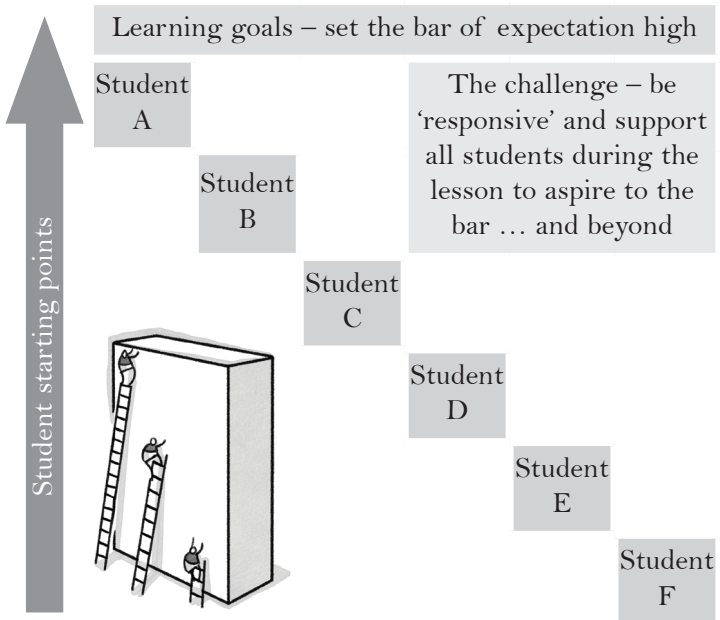 Learning goals – set the bar of expectation high
Student
A
The challenge – be
‘responsive’ and support
all students during the
lesson to aspire to the
bar … and beyond
Student
B
Student
C
Student
D
Student
E
Student
F
Student starting points